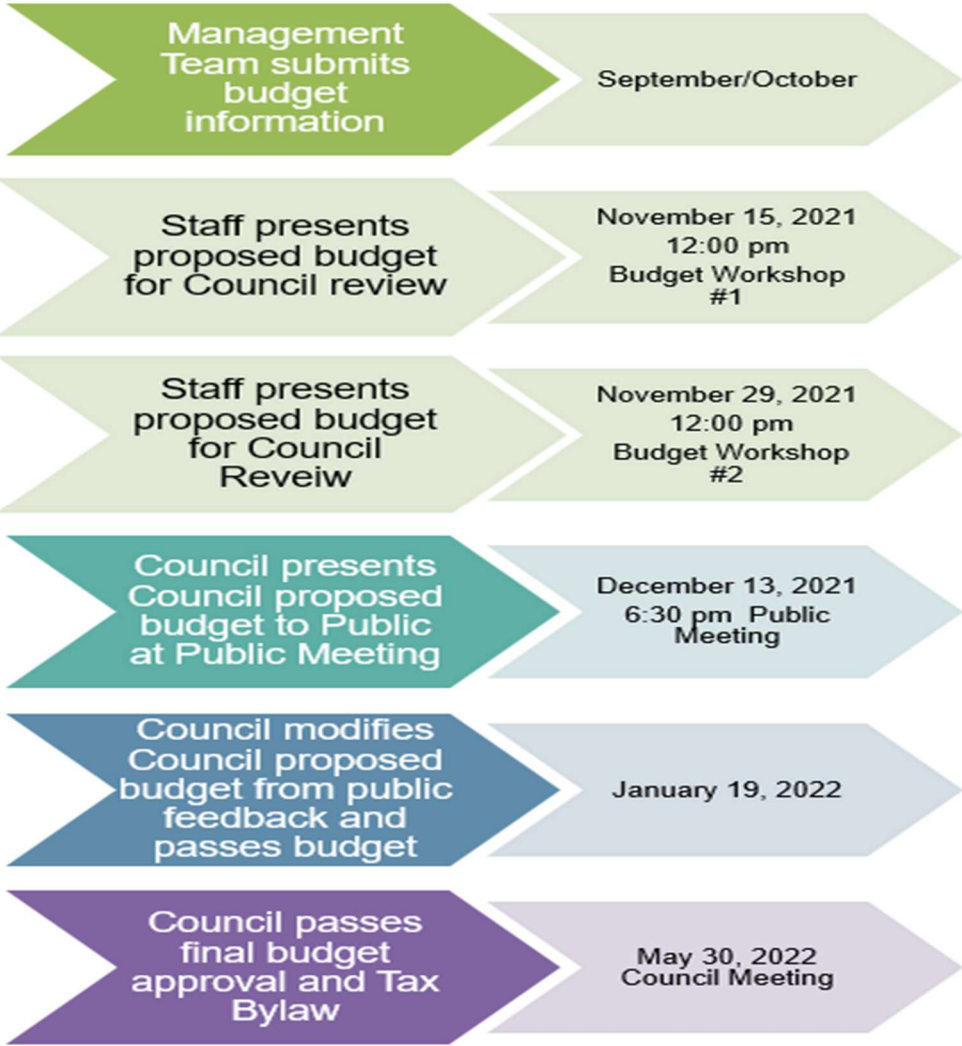 Management
Team submits
budget
information
September/October
Staff presents
proposed budget
for Council review
November 15, 2021
12:00 pm
Budget Workshop
#1
Staff presents
proposed budget
for Council
Reveiw
November 29, 2021
12:00 pm
Budget Workshop
#2
Council presents
Council proposed
budget to Public
at Public Meeting
December 13, 2021
6:30 pm Public
Meeting
Council modifies
Council proposed
budget from public
feedback and
passes budget
January 19, 2022
Council passes
final budget
approval and Tax
Bylaw
May 30, 2022
Council Meeting